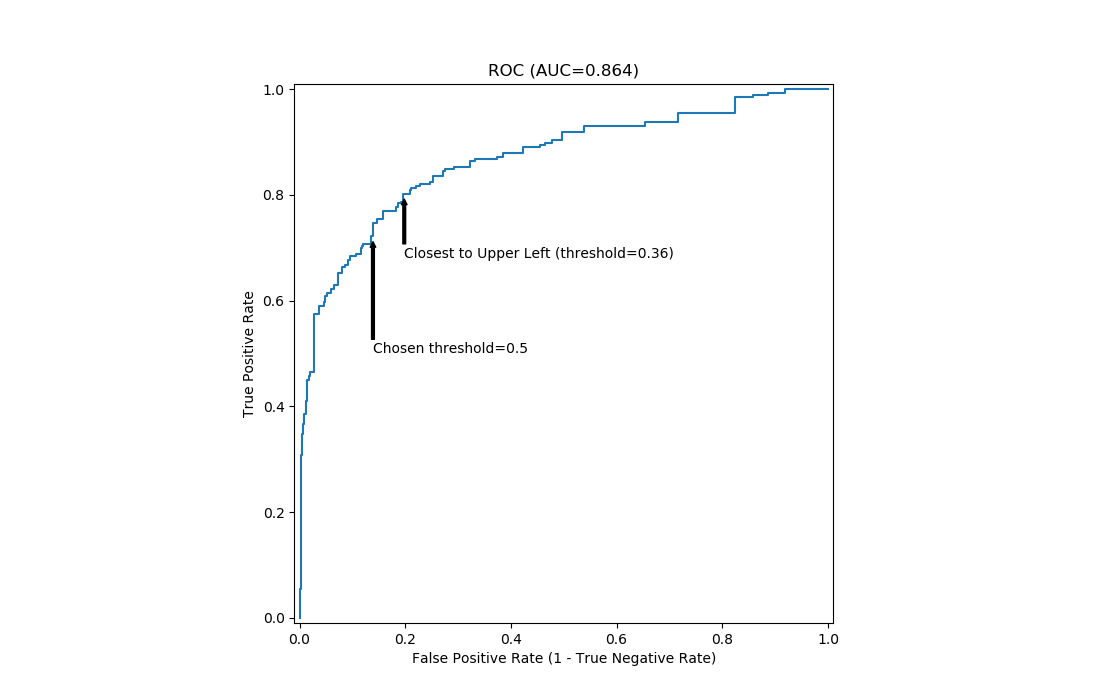 ROC (AUC=0.864)
1.0
0.8
0.6
0.4
0.2
0.0
True Positive Rate
Closest to Upper Left (threshold=0.36)
Chosen threshold=0.5
0.0 0.2 0.4 0.6 0.8 1.0
False Positive Rate (1 - True Negative Rate)